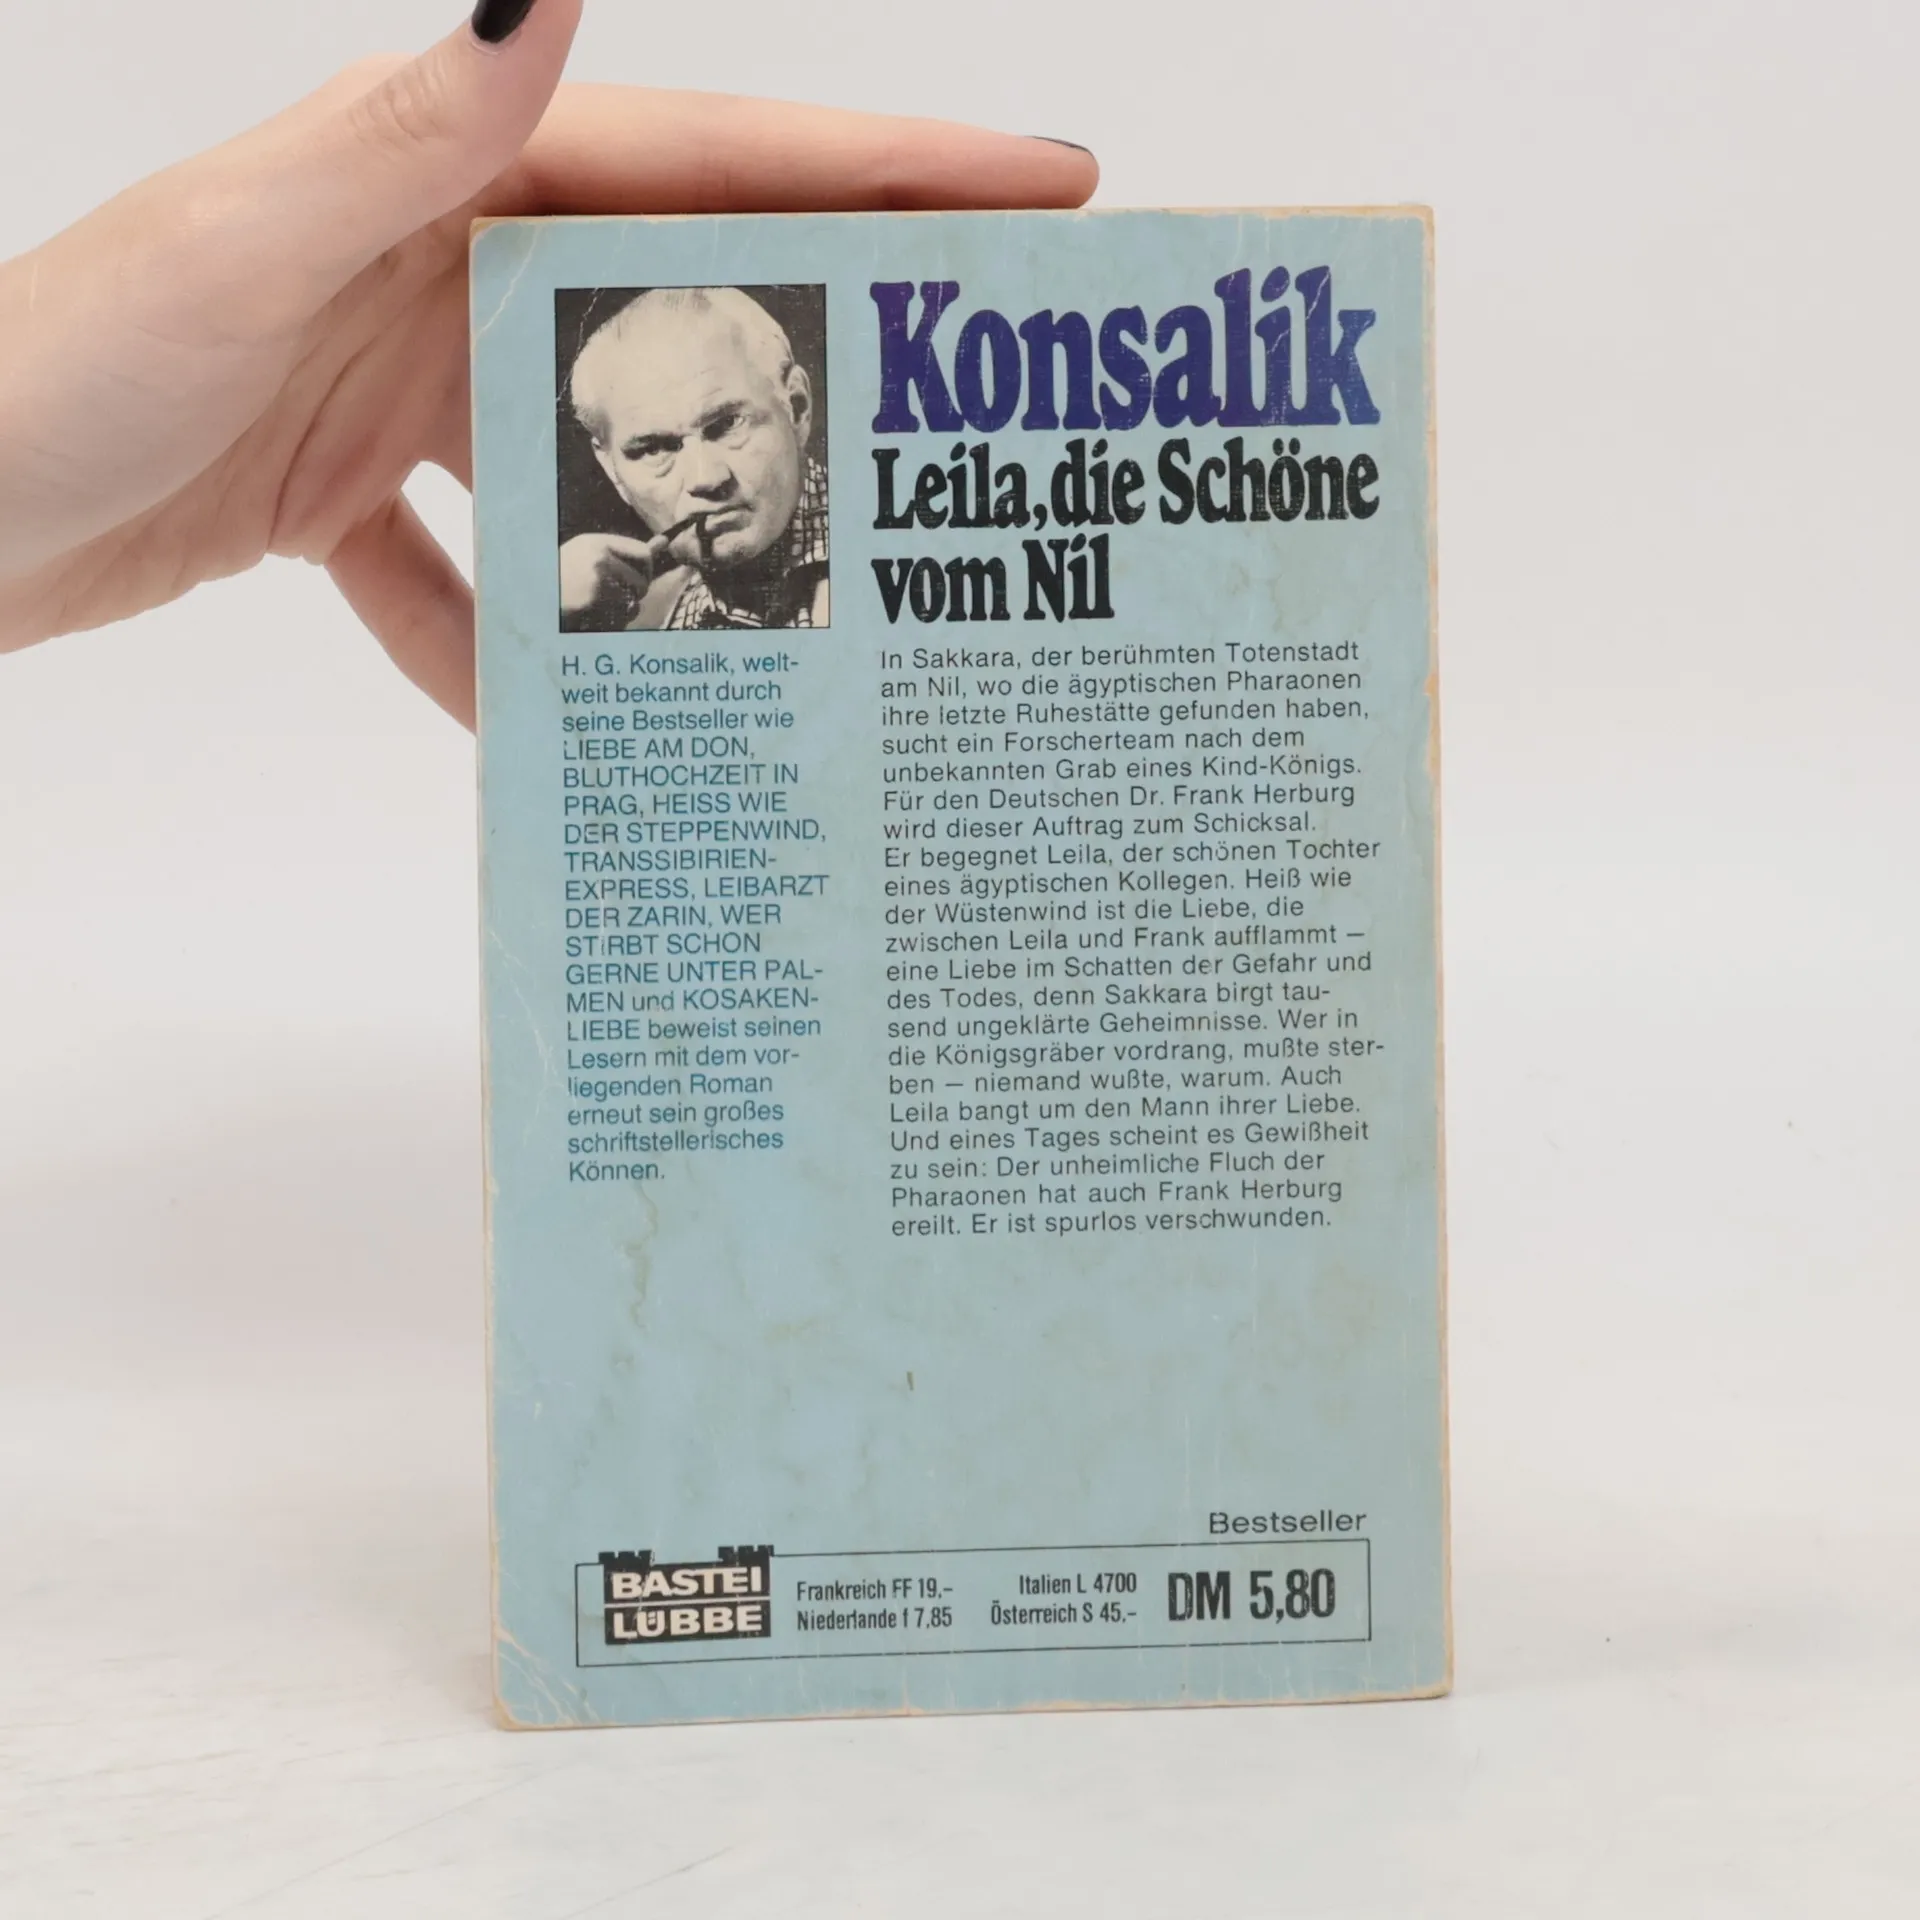 Konsalik
Leila, die Schöne
vom Nil
H. G. Konsalik, welt-
weit bekannt durch
seine Bestseller wie
LIEBE AM DON,
BLUTHOCHZEIT IN
PRAG, HEISS WIE
DER STEPPENWIND,
TRANSSIBIRIEN-
EXPRESS, LEIBARZT
DER ZARIN, WER
STIRBT SCHON
GERNE UNTER PAL-
MEN und KOSAKEN-
LIEBE beweist seinen
Lesern mit dem vor-
liegenden Roman
erneut sein großes
schriftstellerisches
Können.
In Sakkara, der berühmten Totenstadt
am Nil, wo die ägyptischen Pharaonen
ihre letzte Ruhestätte gefunden haben,
sucht ein Forscherteam nach dem
unbekannten Grab eines Kind-Königs.
Für den Deutschen Dr. Frank Herburg
wird dieser Auftrag zum Schicksal.
Er begegnet Leila, der schönen Tochter
eines ägyptischen Kollegen. Heiß wie
der Wüstenwind ist die Liebe, die
zwischen Leila und Frank aufflammt —
eine Liebe im Schatten der Gefahr und
des Todes, denn Sakkara birgt tau-
send ungeklärte Geheimnisse. Wer in
die Königsgräber vordrang, mußte ster-
ben — niemand wußte, warum. Auch
Leila bangt um den Mann ihrer Liebe.
Und eines Tages scheint es Gewißheit
zu sein: Der unheimliche Fluch der
Pharaonen hat auch Frank Herburg
ereilt. Er ist spurlos verschwunden.
Bestseller
BASTEI
LÜBBE
Frankreich FF 19,-
Niederlande f 7,85
Italien L 4700
Österreich S 45,-
DM 5,80